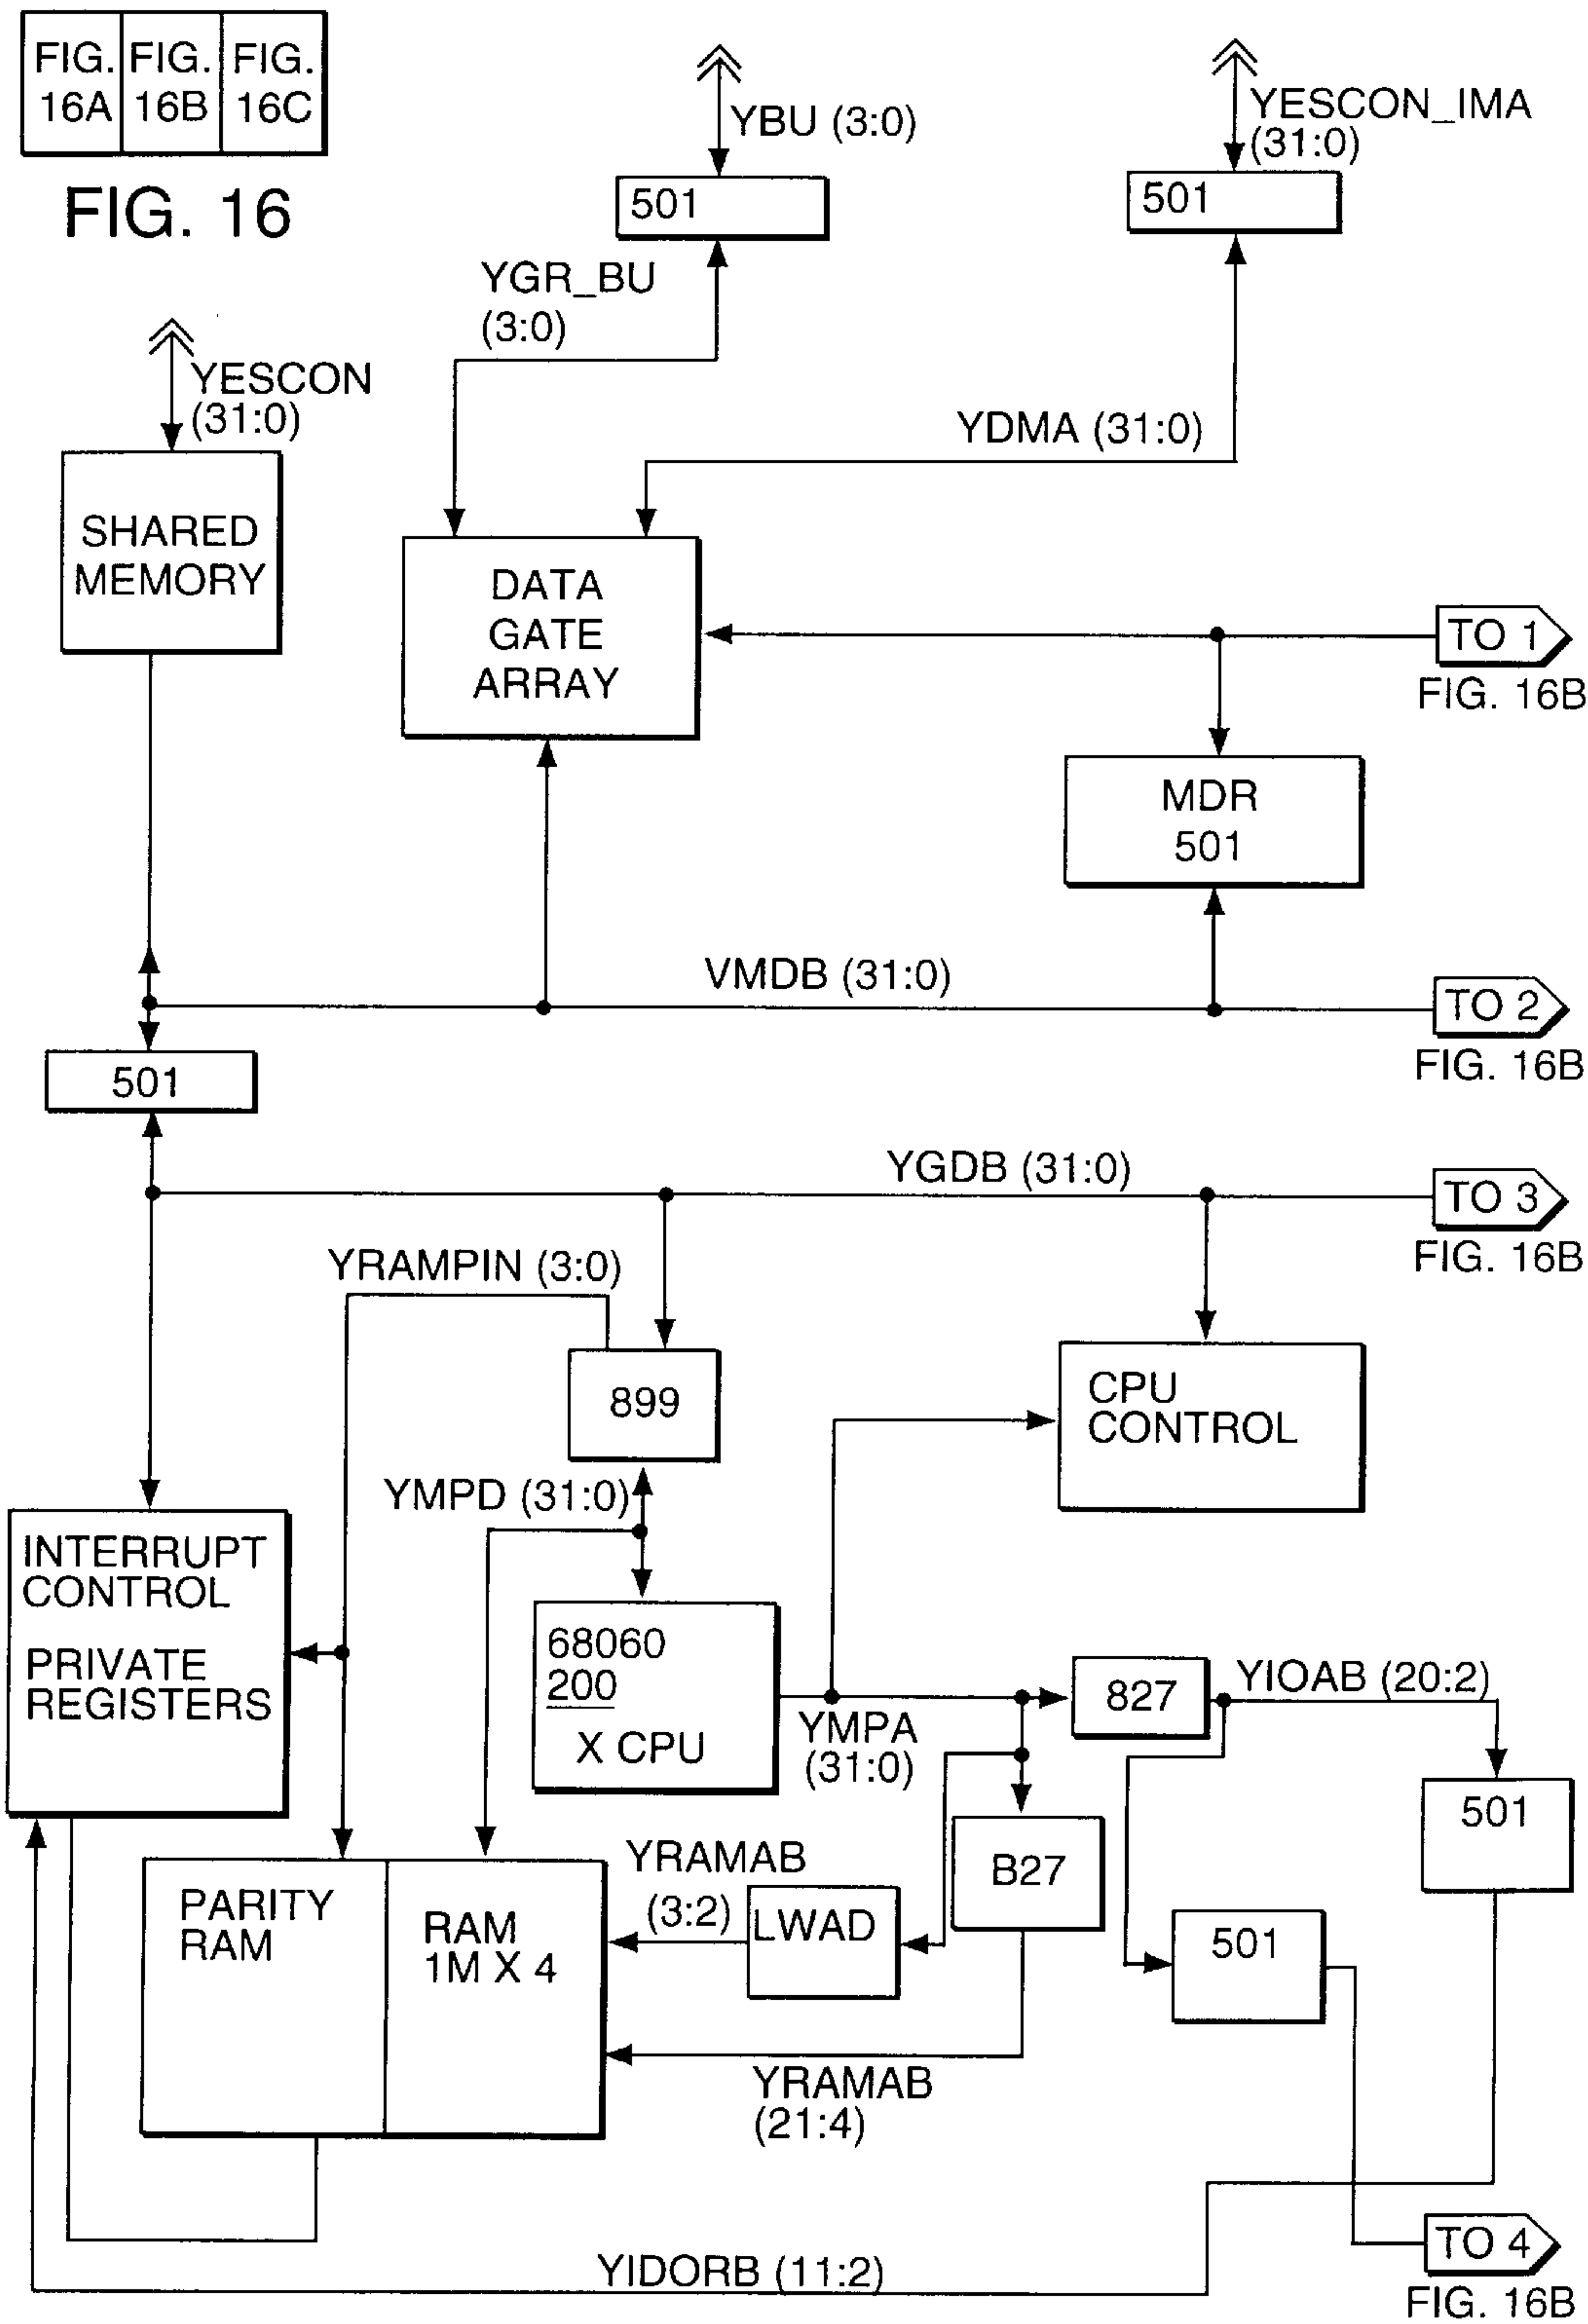 FIG. 16A
FIG. 16B
FIG. 16C
FIG. 16
YBU (3:0)
YESCON_IMA
(31:0)
501
501
YGR_BU
(3:0)
YESCON
(31:0)
YDMA (31:0)
SHARED
MEMORY
DATA
GATE
ARRAY
TO 1
FIG. 16B
MDR
501
VMDB (31:0)
TO 2
FIG. 16B
501
YGDB (31:0)
TO 3
FIG. 16B
YRAMPIN (3:0)
899
CPU
CONTROL
YMPD (31:0)
INTERRUPT
CONTROL
PRIVATE
REGISTERS
68060
200
X CPU
YMPA
(31:0)
827
YIOAB (20:2)
501
B27
YRAMAB
(3:2)
LWAD
PARITY
RAM
RAM
1M X 4
501
YRAMAB
(21:4)
TO 4
FIG. 16B
YIDORB (11:2)